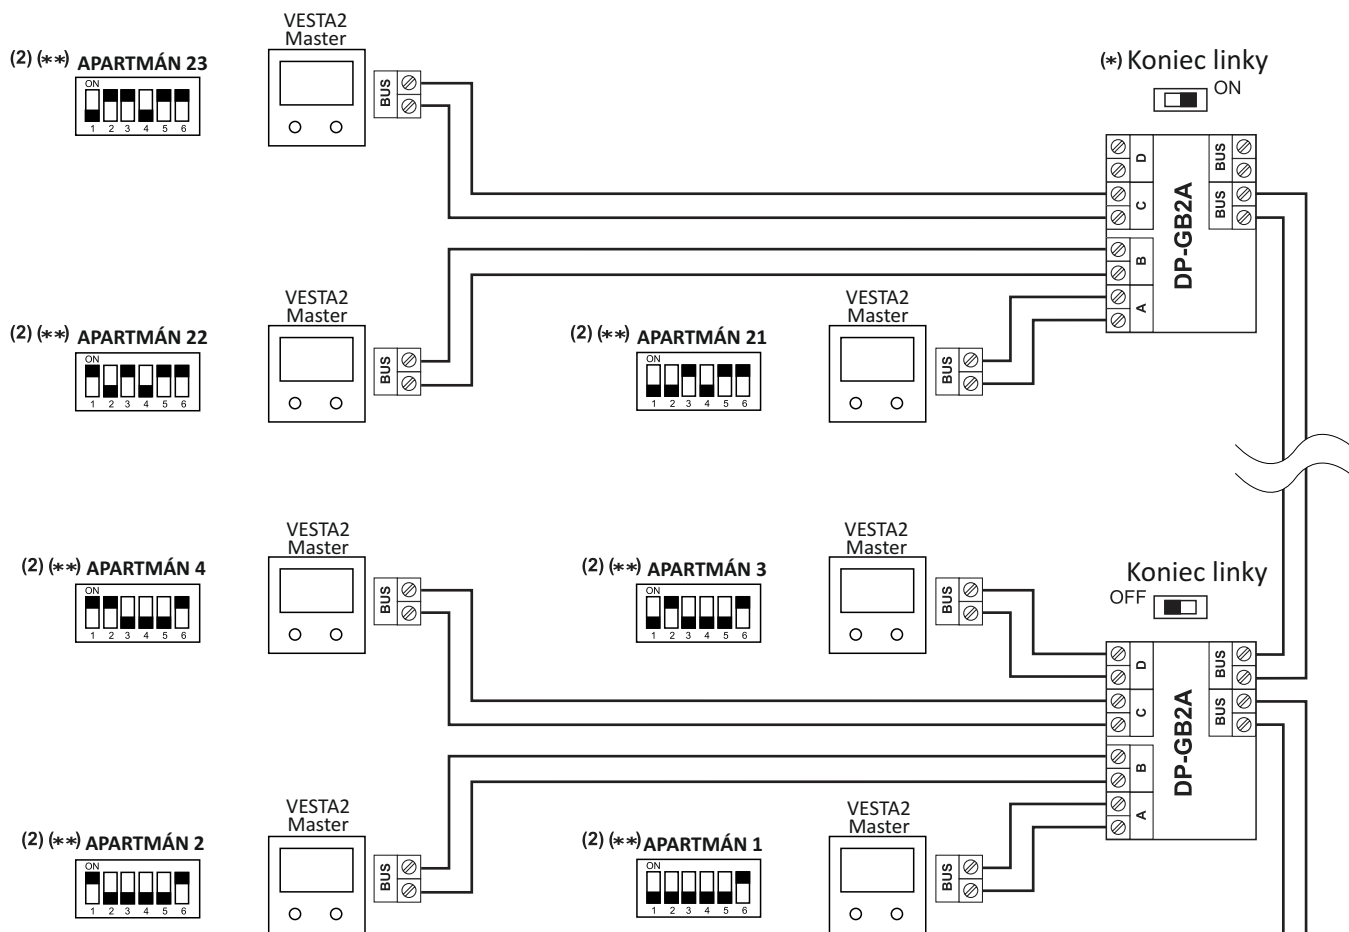 VESTA2
Master
(2) (**) APARTMÁN 23
ON
1 2 3 4 5 6
BUS
(*) Koniec linky
ON
D
C
B
A
DP-GB2A
BUS
BUS
VESTA2
Master
(2) (**) APARTMÁN 22
ON
1 2 3 4 5 6
BUS
VESTA2
Master
(2) (**) APARTMÁN 21
ON
1 2 3 4 5 6
BUS
VESTA2
Master
(2) (**) APARTMÁN 4
ON
1 2 3 4 5 6
BUS
VESTA2
Master
(2) (**) APARTMÁN 3
ON
1 2 3 4 5 6
BUS
Koniec linky
OFF
D
C
B
A
DP-GB2A
BUS
BUS
VESTA2
Master
(2) (**) APARTMÁN 2
ON
1 2 3 4 5 6
BUS
VESTA2
Master
(2) (**) APARTMÁN 1
ON
1 2 3 4 5 6
BUS